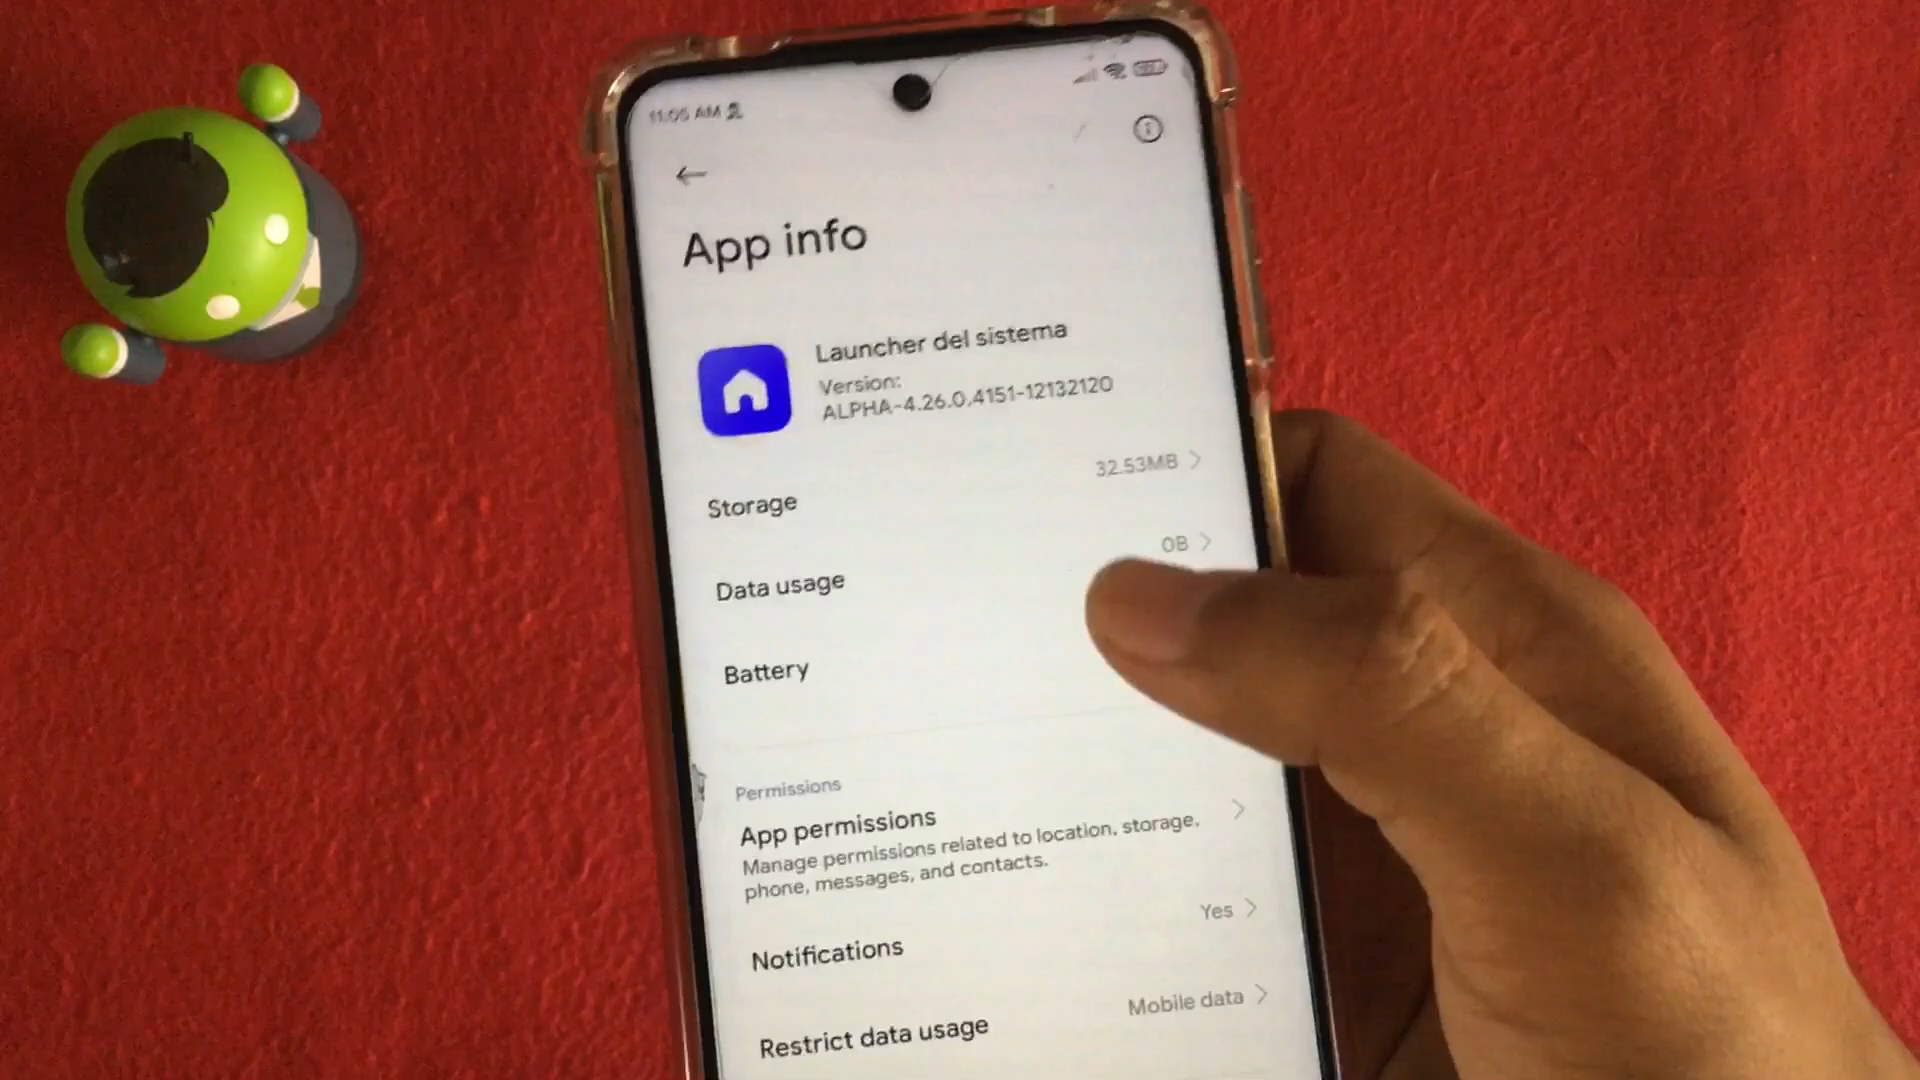 11:05 AM
App info
Launcher del sistema
Version:
ALPHA-4.26.0.4151-12132120
32.53MB
Storage
0B
Data usage
Battery
Permissions
App permissions
Manage permissions related to location, storage,
phone, messages, and contacts.
Yes
Notifications
Mobile data
Restrict data usage